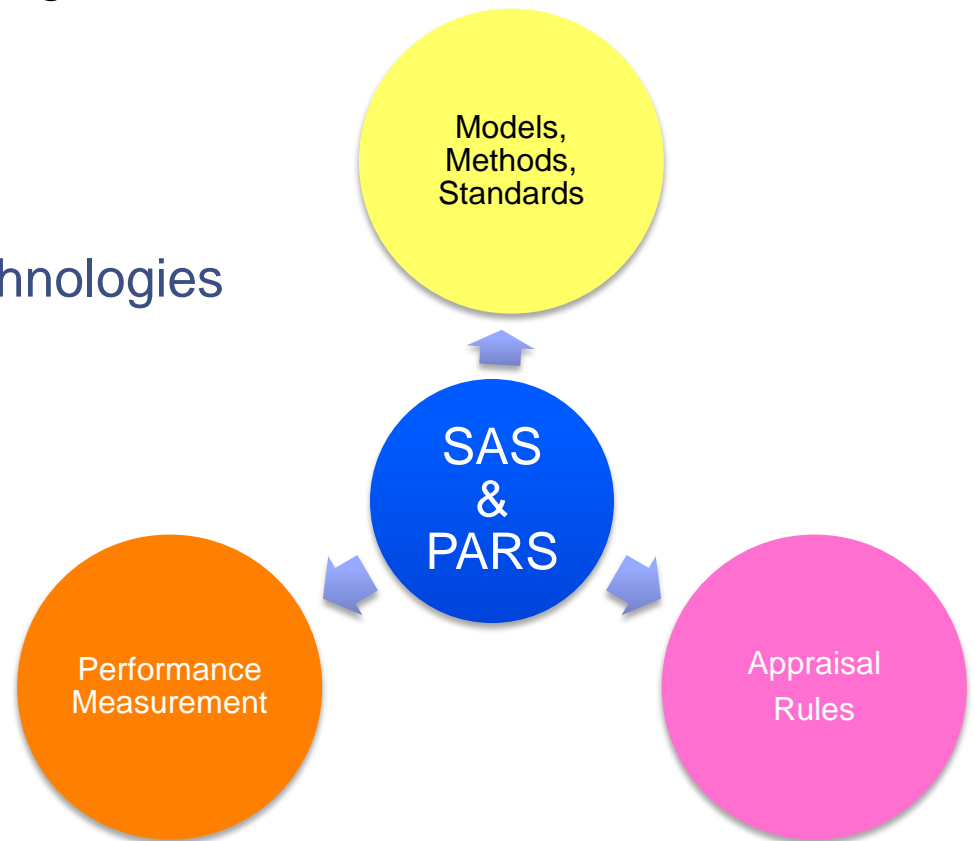 Models,
Methods,
Standards
hnologies
SAS
&
PARS
Performance
Measurement
Appraisal
Rules